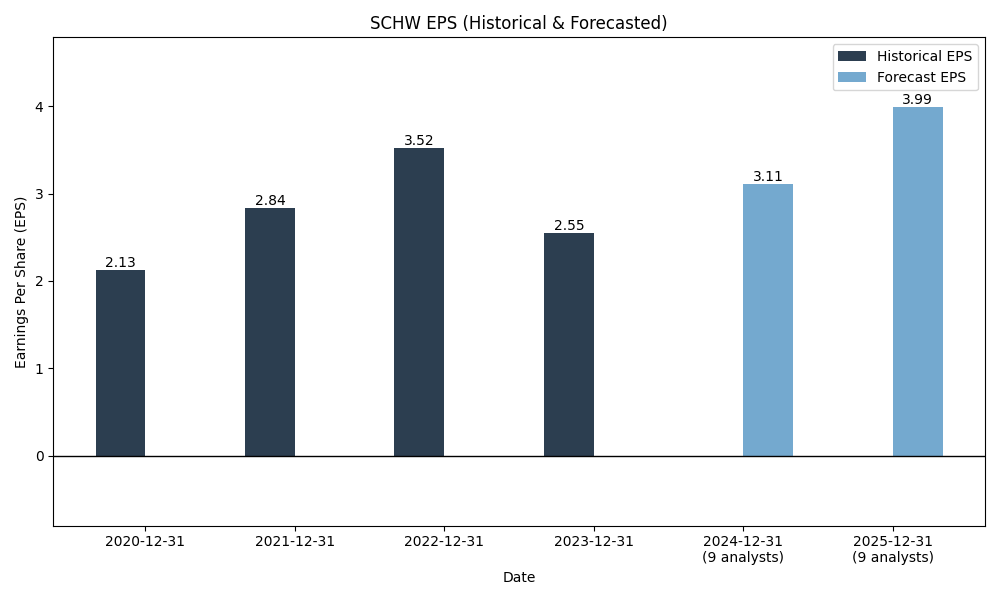 SCHW EPS (Historical & Forecasted)
Historical EPS
Forecast EPS
Earnings Per Share (EPS)
4
3
2
1
0
2.13
2.84
3.52
2.55
3.11
3.99
2020-12-31
2021-12-31
2022-12-31
2023-12-31
2024-12-31
(9 analysts)
2025-12-31
(9 analysts)
Date